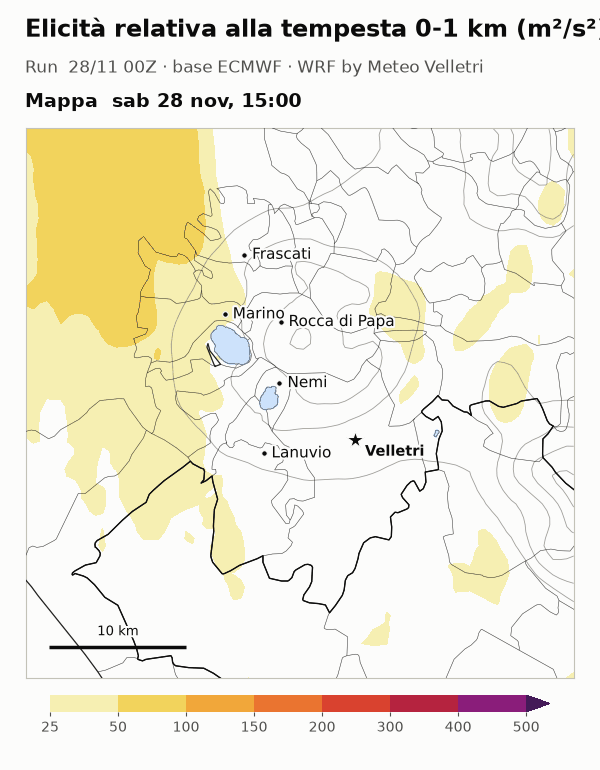 Elicità relativa alla tempesta 0-1 km (m²/s²)
Run  28/11 00Z · base ECMWF · WRF by Meteo Velletri
Mappa  sab 28 nov, 15:00
Frascati
Marino
Rocca di Papa
Nemi
Velletri
Lanuvio
10 km
25 50 100 150 200 300 400 500